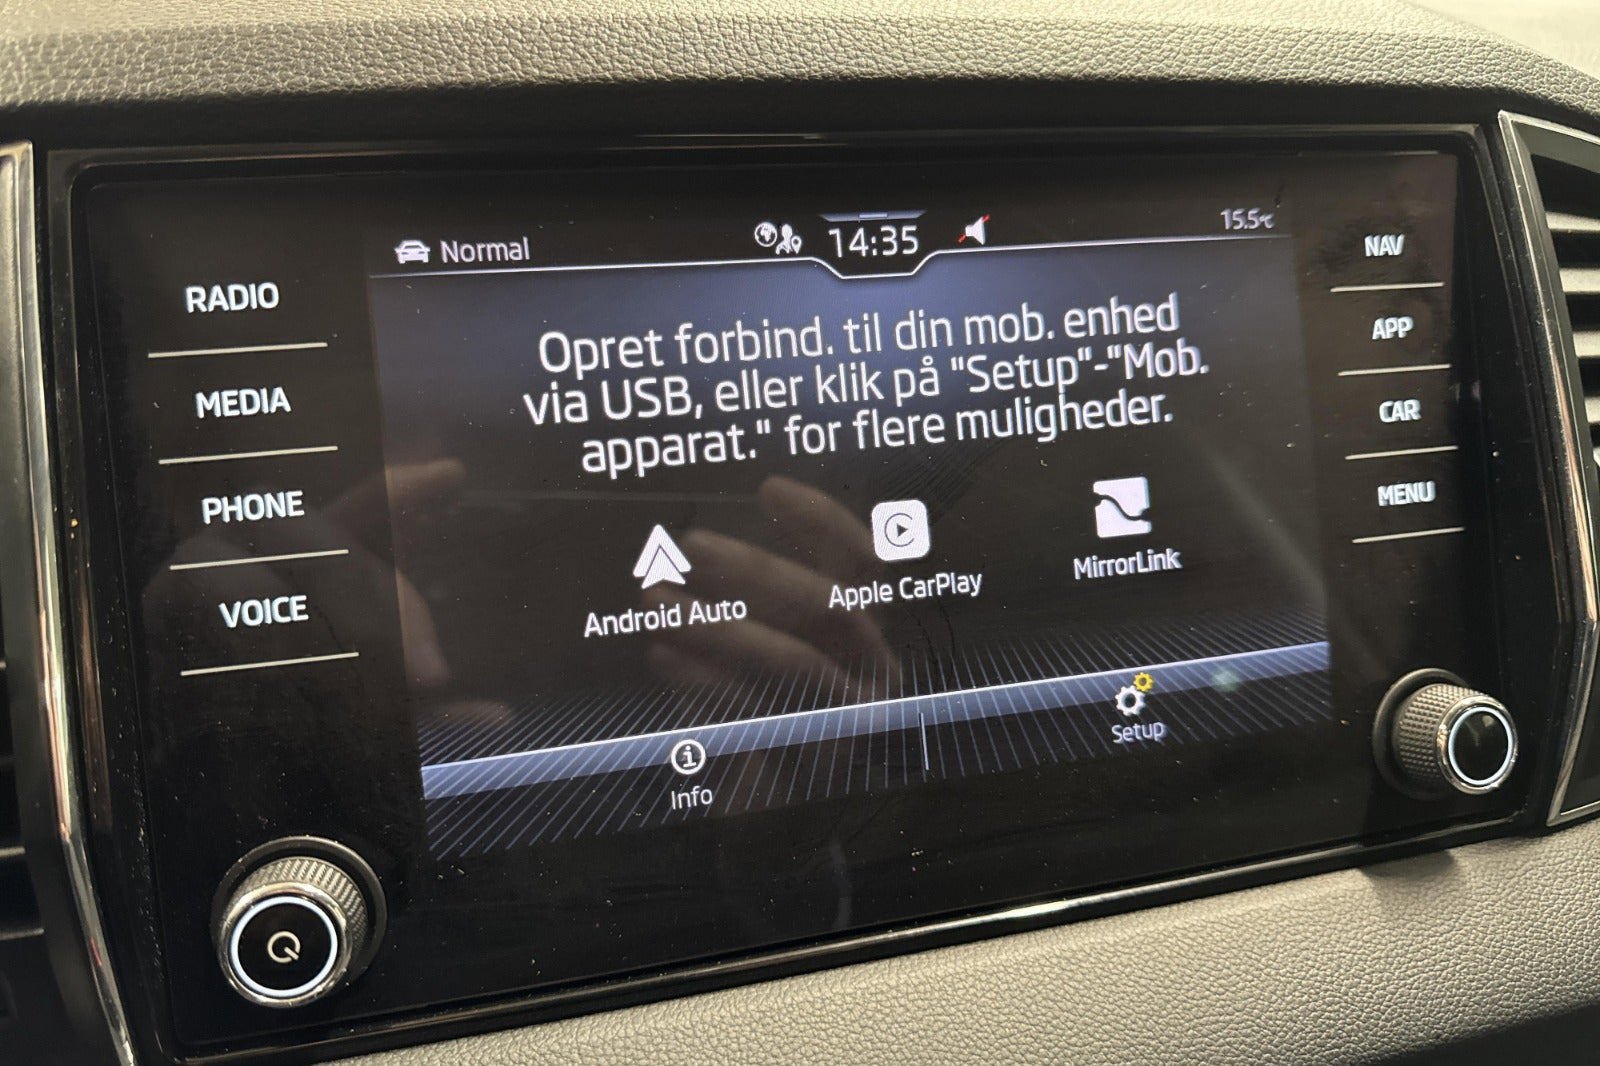 Normal
14:35
15.5°C
RADIO
MEDIA
PHONE
VOICE
Opret forbind. til din mob. enhed
via USB, eller klik på "Setup"-"Mob.
apparat." for flere muligheder.
Android Auto
Apple CarPlay
MirrorLink
Info
Setup
NAV
APP
CAR
MENU